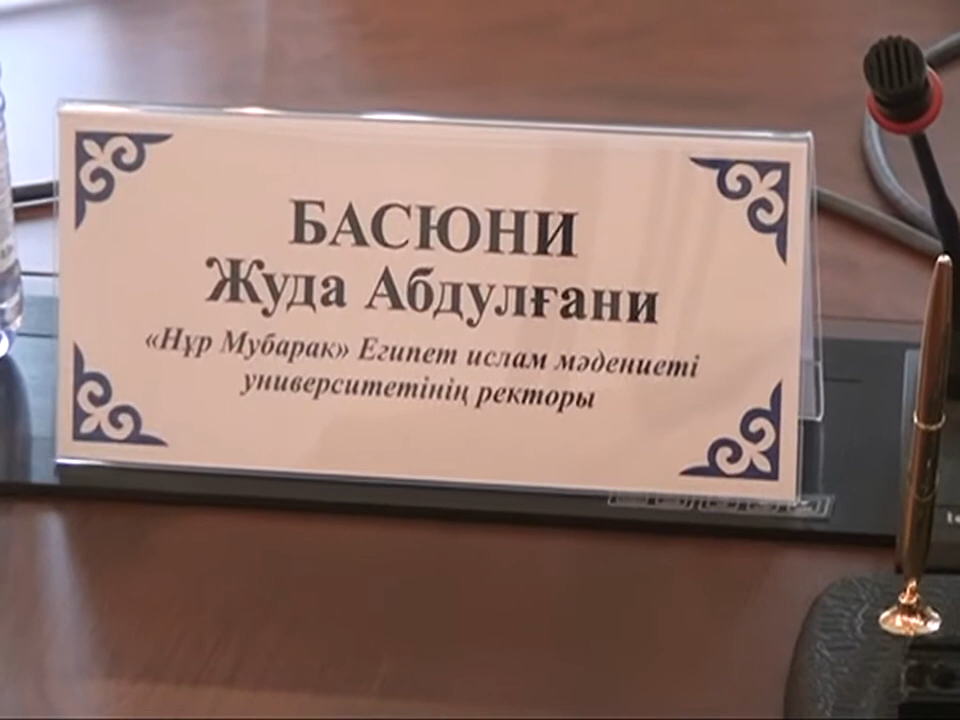 БАСЮНИ
Жуда Абдулғани
«Нұр Мубарак» Египет ислам мәдениеті
университетінің ректоры